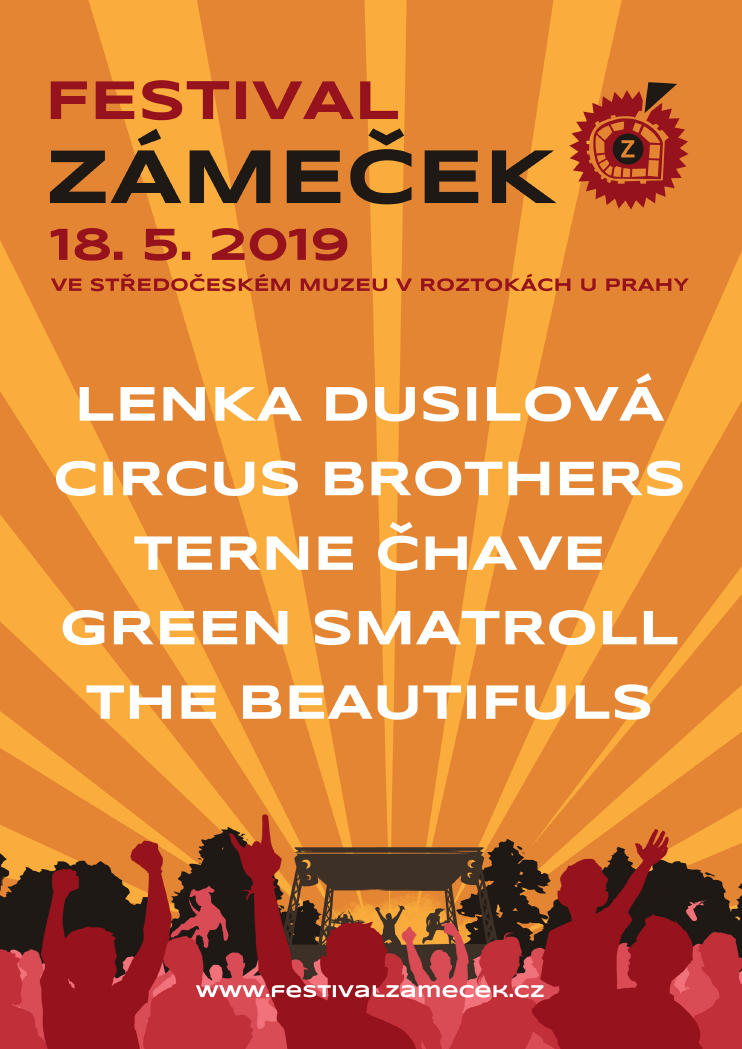 FESTIVAL
ZÁMEČEK
Z
18. 5. 2019
VE STŘEDOČESKÉM MUZEU V ROZTOKÁCH U PRAHY
LENKA DUSILOVÁ
CIRCUS BROTHERS
TERNE ČHAVE
GREEN SMATROLL
THE BEAUTIFULS
WWW.FESTIVALZAMECEK.CZ